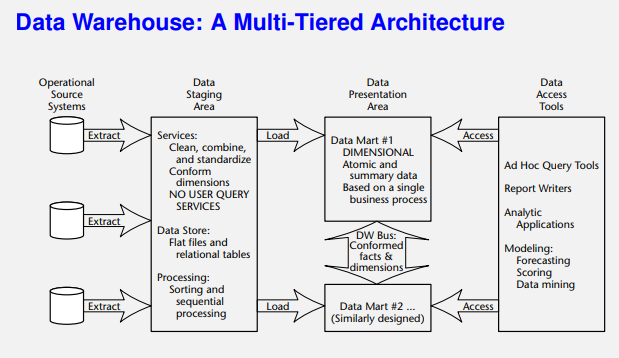 Data Warehouse: A Multi-Tiered Architecture
Operational
Source
Systems
Data
Staging
Area
Data
Presentation
Area
Data
Access
Tools
Extract
Extract
Extract
Services:
Clean, combine,
and standardize
Conform
dimensions
NO USER QUERY
SERVICES
Data Store:
Flat files and
relational tables
Processing:
Sorting and
sequential
processing
Load
Load
Data Mart #1
DIMENSIONAL
Atomic and
summary data
Based on a single
business process
DW Bus:
Conformed
facts &
dimensions
Data Mart #2 ...
(Similarly designed)
Access
Access
Ad Hoc Query Tools
Report Writers
Analytic
Applications
Modeling:
Forecasting
Scoring
Data mining